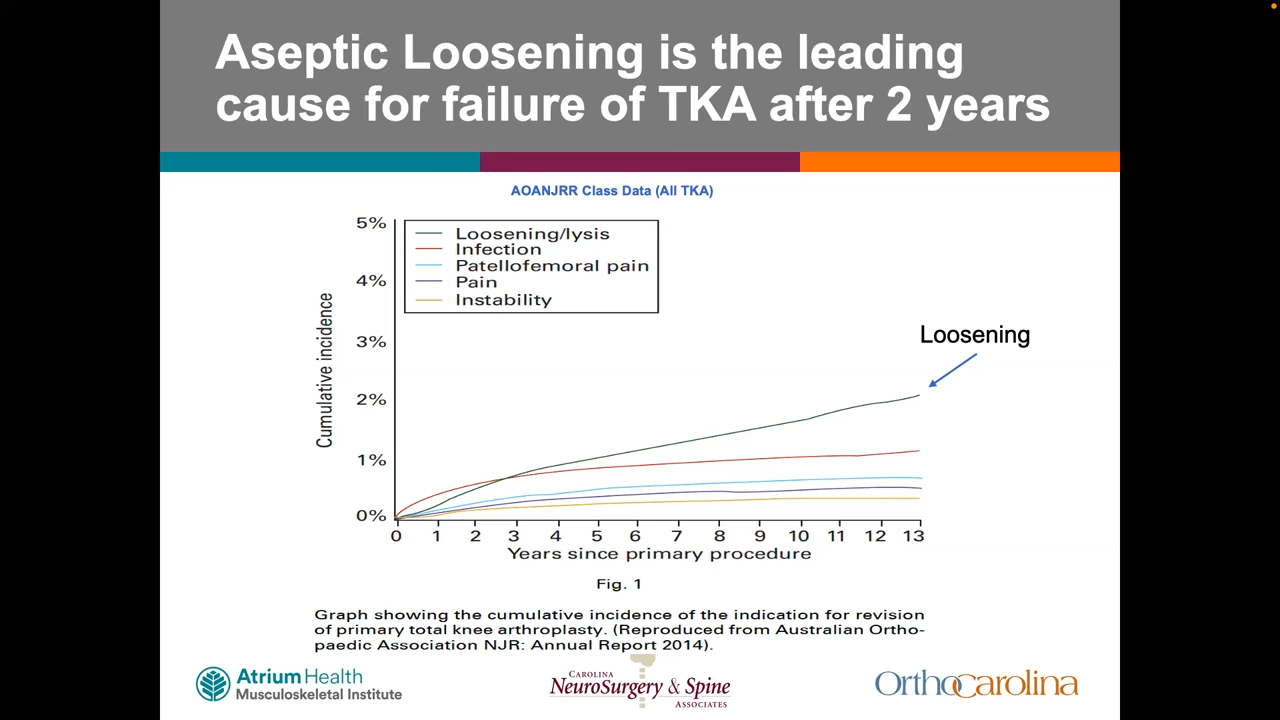 Aseptic Loosening is the leading
cause for failure of TKA after 2 years
AOANJRR Class Data (All TKA)
5%
4%
3%
2%
1%
0%
Cumulative incidence
Loosening/lysis
Infection
Patellofemoral pain
Pain
Instability
Loosening
0 1 2 3 4 5 6 7 8 9 10 11 12 13
Years since primary procedure
Fig. 1
Graph showing the cumulative incidence of the indication for revision
of primary total knee arthroplasty. (Reproduced from Australian Ortho-
paedic Association NJR: Annual Report 2014).
Atrium Health
Musculoskeletal Institute
CAROLINA
NEUROSURGERY & SPINE
ASSOCIATES
OrthoCarolina